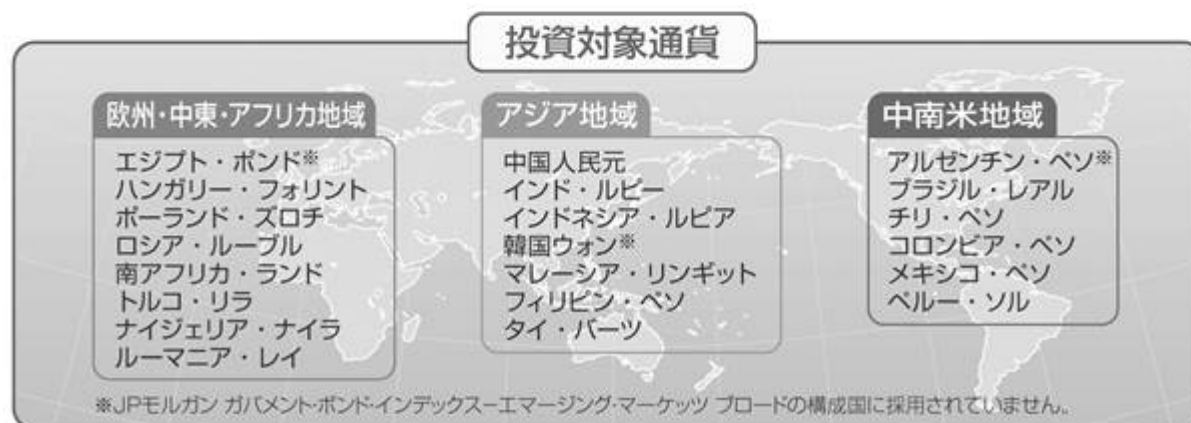 投資対象通貨
欧州・中東・アフリカ地域
エジプト・ポンド※
ハンガリー・フォリント
ポーランド・ズロチ
ロシア・ルーブル
南アフリカ・ランド
トルコ・リラ
ナイジェリア・ナイラ
ルーマニア・レイ
アジア地域
中国人民元
インド・ルピー
インドネシア・ルピア
韓国ウォン※
マレーシア・リンギット
フィリピン・ペソ
タイ・バーツ
中南米地域
アルゼンチン・ペソ※
ブラジル・レアル
チリ・ペソ
コロンビア・ペソ
メキシコ・ペソ
ペルー・ソル
※JPモルガン ガバメント・ボンド・インデックス−エマージング・マーケッツ ブロードの構成国に採用されていません。